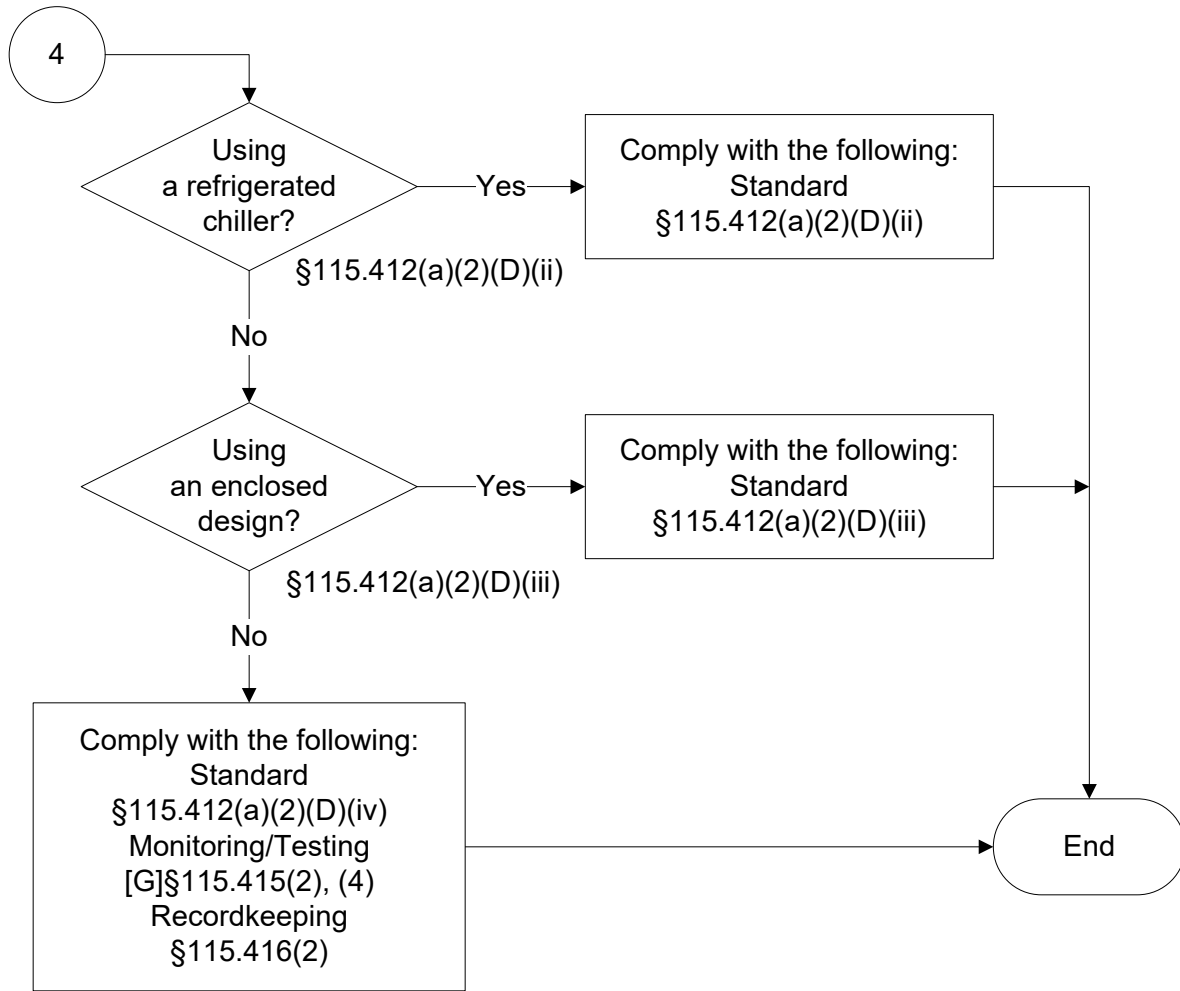 4
Using
a refrigerated
chiller?
Yes
Comply with the following:
Standard
§115.412(a)(2)(D)(ii)
§115.412(a)(2)(D)(ii)
No
Using
an enclosed
design?
Yes
Comply with the following:
Standard
§115.412(a)(2)(D)(iii)
§115.412(a)(2)(D)(iii)
No
Comply with the following:
Standard
§115.412(a)(2)(D)(iv)
Monitoring/Testing
[G]§115.415(2), (4)
Recordkeeping
§115.416(2)
End